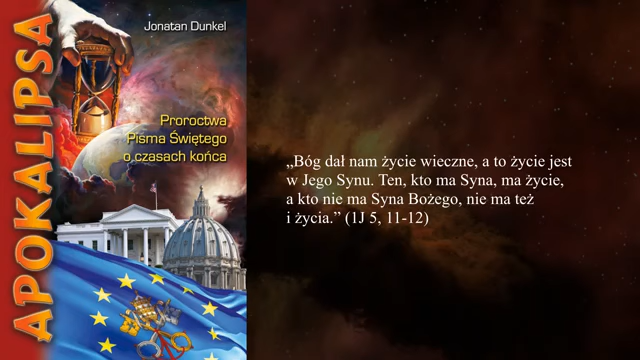 APOKALIPSA
Jonatan Dunkel
Proroctwa
Pisma Świętego
o czasach końca
„Bóg dał nam życie wieczne, a to życie jest
w Jego Synu. Ten, kto ma Syna, ma życie,
a kto nie ma Syna Bożego, nie ma też
i życia.” (1J 5, 11-12)